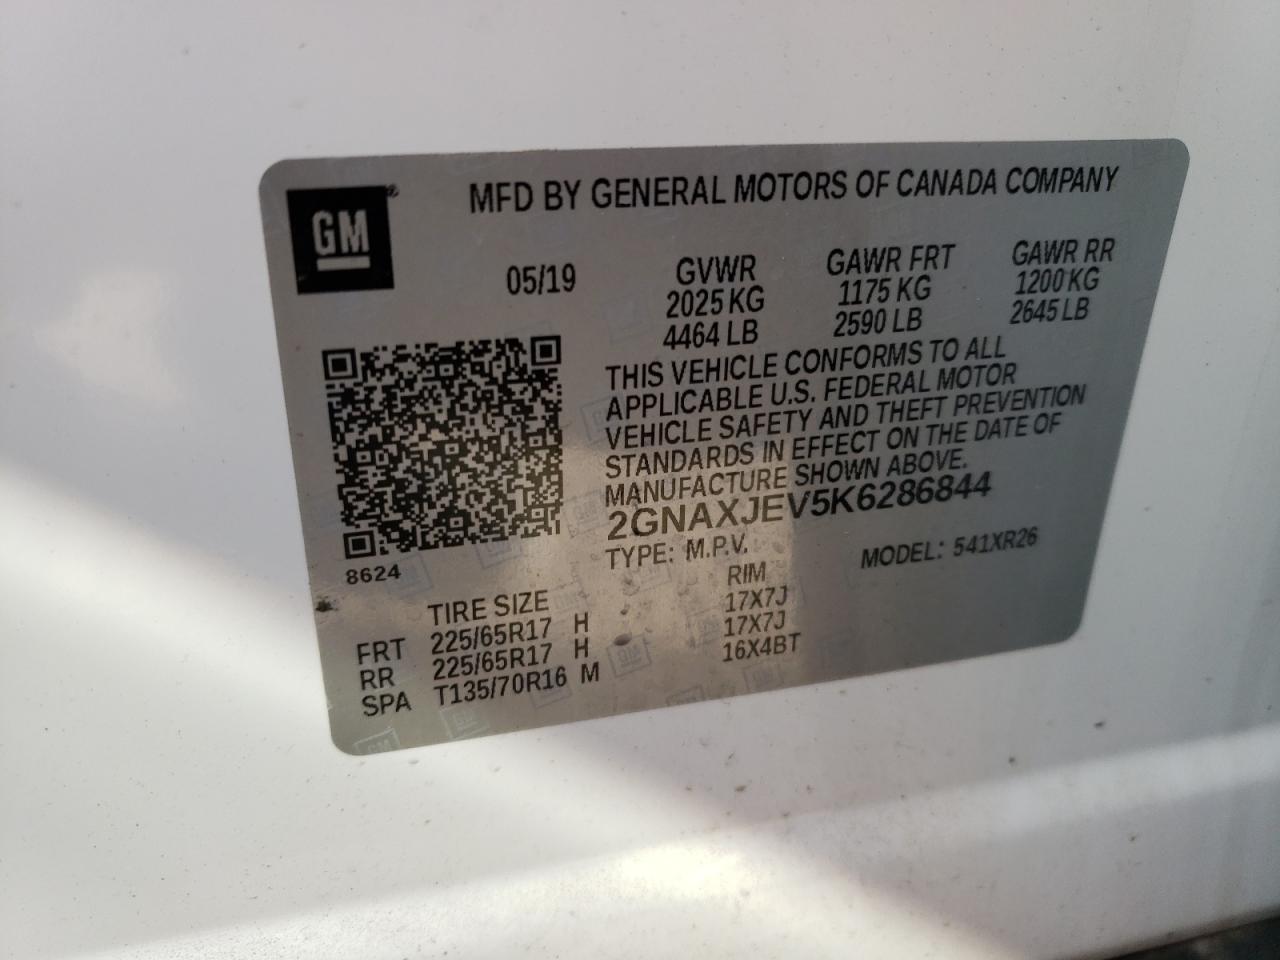 GM®
MFD BY GENERAL MOTORS OF CANADA COMPANY
05/19
GVWR
2025 KG
4464 LB
GAWR FRT
1175 KG
2590 LB
GAWR RR
1200 KG
2645 LB
THIS VEHICLE CONFORMS TO ALL
APPLICABLE U.S. FEDERAL MOTOR
VEHICLE SAFETY AND THEFT PREVENTION
STANDARDS IN EFFECT ON THE DATE OF
MANUFACTURE SHOWN ABOVE.
2GNAXJEV5K6286844
TYPE: M.P.V. MODEL: 541XR26
8624
TIRE SIZE RIM
FRT 225/65R17 H 17X7J
RR 225/65R17 H 17X7J
SPA T135/70R16 M 16X4BT